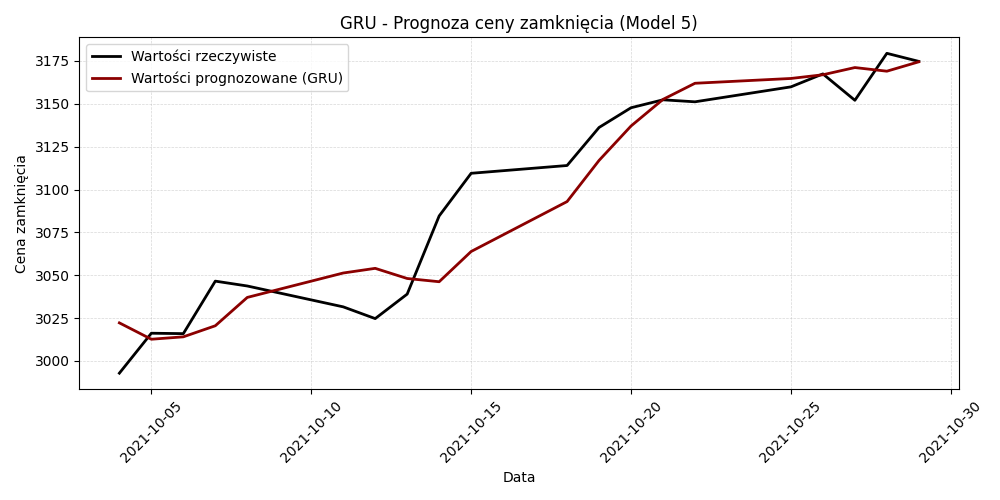 GRU - Prognoza ceny zamknięcia (Model 5)
Wartości rzeczywiste
Wartości prognozowane (GRU)
Cena zamknięcia
3175
3150
3125
3100
3075
3050
3025
3000
2021-10-05
2021-10-10
2021-10-15
2021-10-20
2021-10-25
2021-10-30
Data